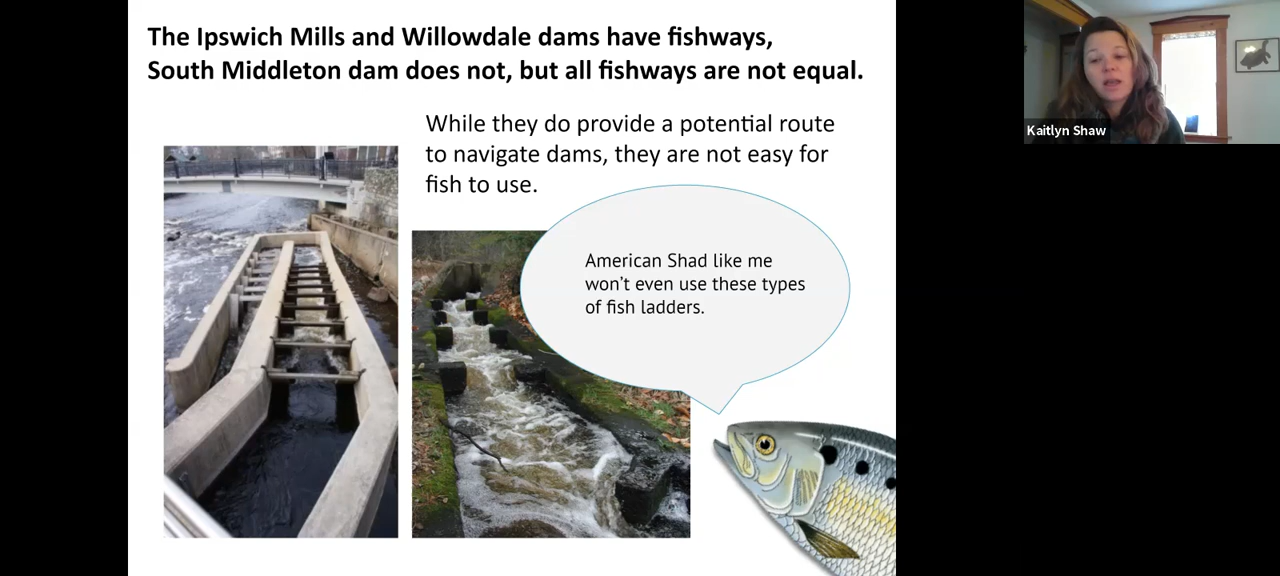 The Ipswich Mills and Willowdale dams have fishways,
South Middleton dam does not, but all fishways are not equal.
While they do provide a potential route
to navigate dams, they are not easy for
fish to use.
American Shad like me
won't even use these types
of fish ladders.
Kaitlyn Shaw